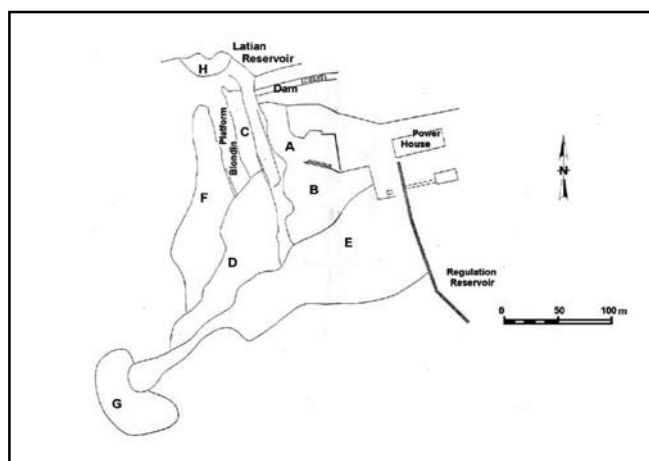 Latian
Reservoir
H
Dam
Platform
Blondin
C
A
Power
House
N
B
F
E
D
Regulation
Reservoir
0 50 100 m
G